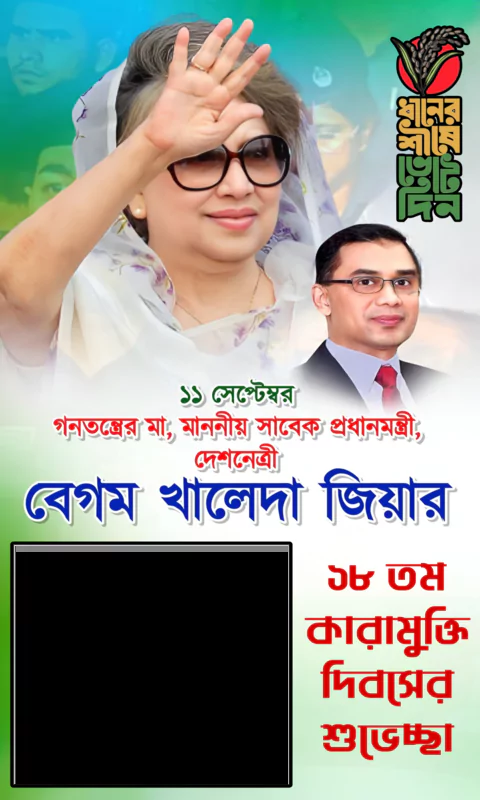 ধানের
শীষে
ভোট
দিন
১১ সেপ্টেম্বর
গনতন্ত্রের মা, মাননীয় সাবেক প্রধানমন্ত্রী,
দেশনেত্রী
বেগম খালেদা জিয়ার
১৮ তম
কারামুক্তি
দিবসের
শুভেচ্ছা